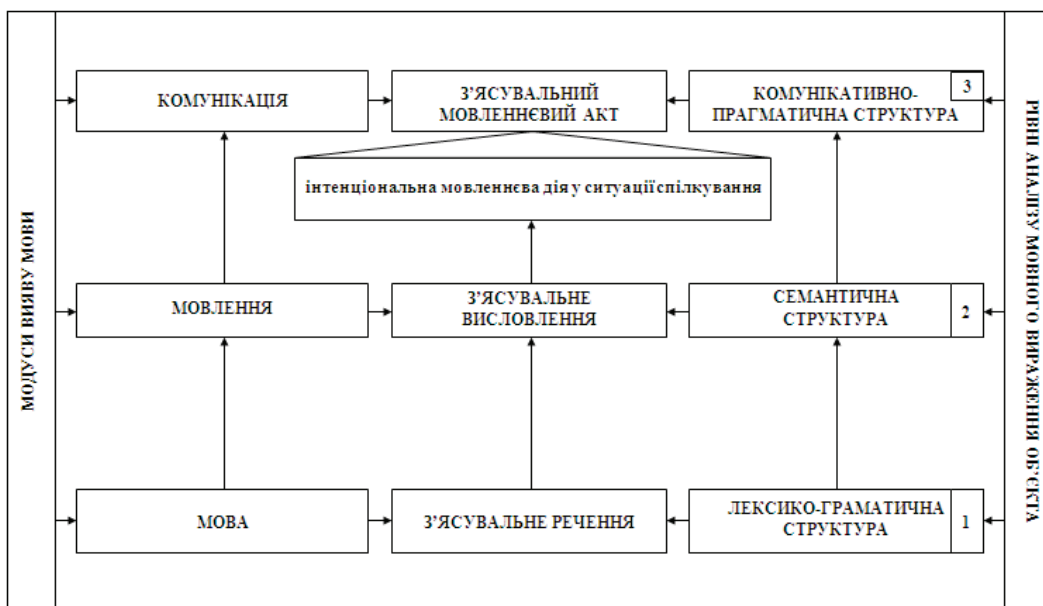 МОДУСИ ВИЯВУ МОВИ
КОМУНІКАЦІЯ
З’ЯСУВАЛЬНИЙ
МОВЛЕННЄВИЙ АКТ
КОМУНІКАТИВНО-
ПРАГМАТИЧНА СТРУКТУРА
3
інтенціональна мовленнєва дія у ситуації спілкування
МОВЛЕННЯ
З’ЯСУВАЛЬНЕ
ВИСЛОВЛЕННЯ
СЕМАНТИЧНА
СТРУКТУРА
2
МОВА
З’ЯСУВАЛЬНЕ РЕЧЕННЯ
ЛЕКСИКО-ГРАМАТИЧНА
СТРУКТУРА
1
РІВНІ АНАЛІЗУ МОВНОГО ВИРАЖЕННЯ ОБ’ЄКТА